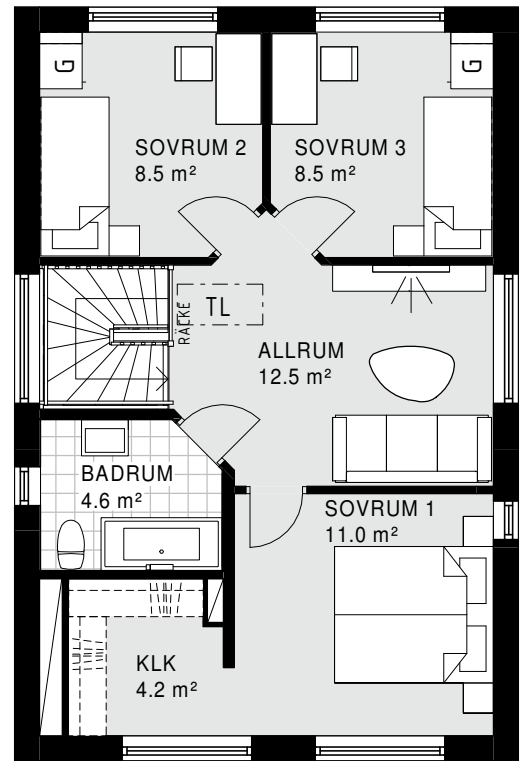 G
G
SOVRUM 2
8.5 m²
SOVRUM 3
8.5 m²
RÄCKE
TL
ALLRUM
12.5 m²
BADRUM
4.6 m²
SOVRUM 1
11.0 m²
KLK
4.2 m²